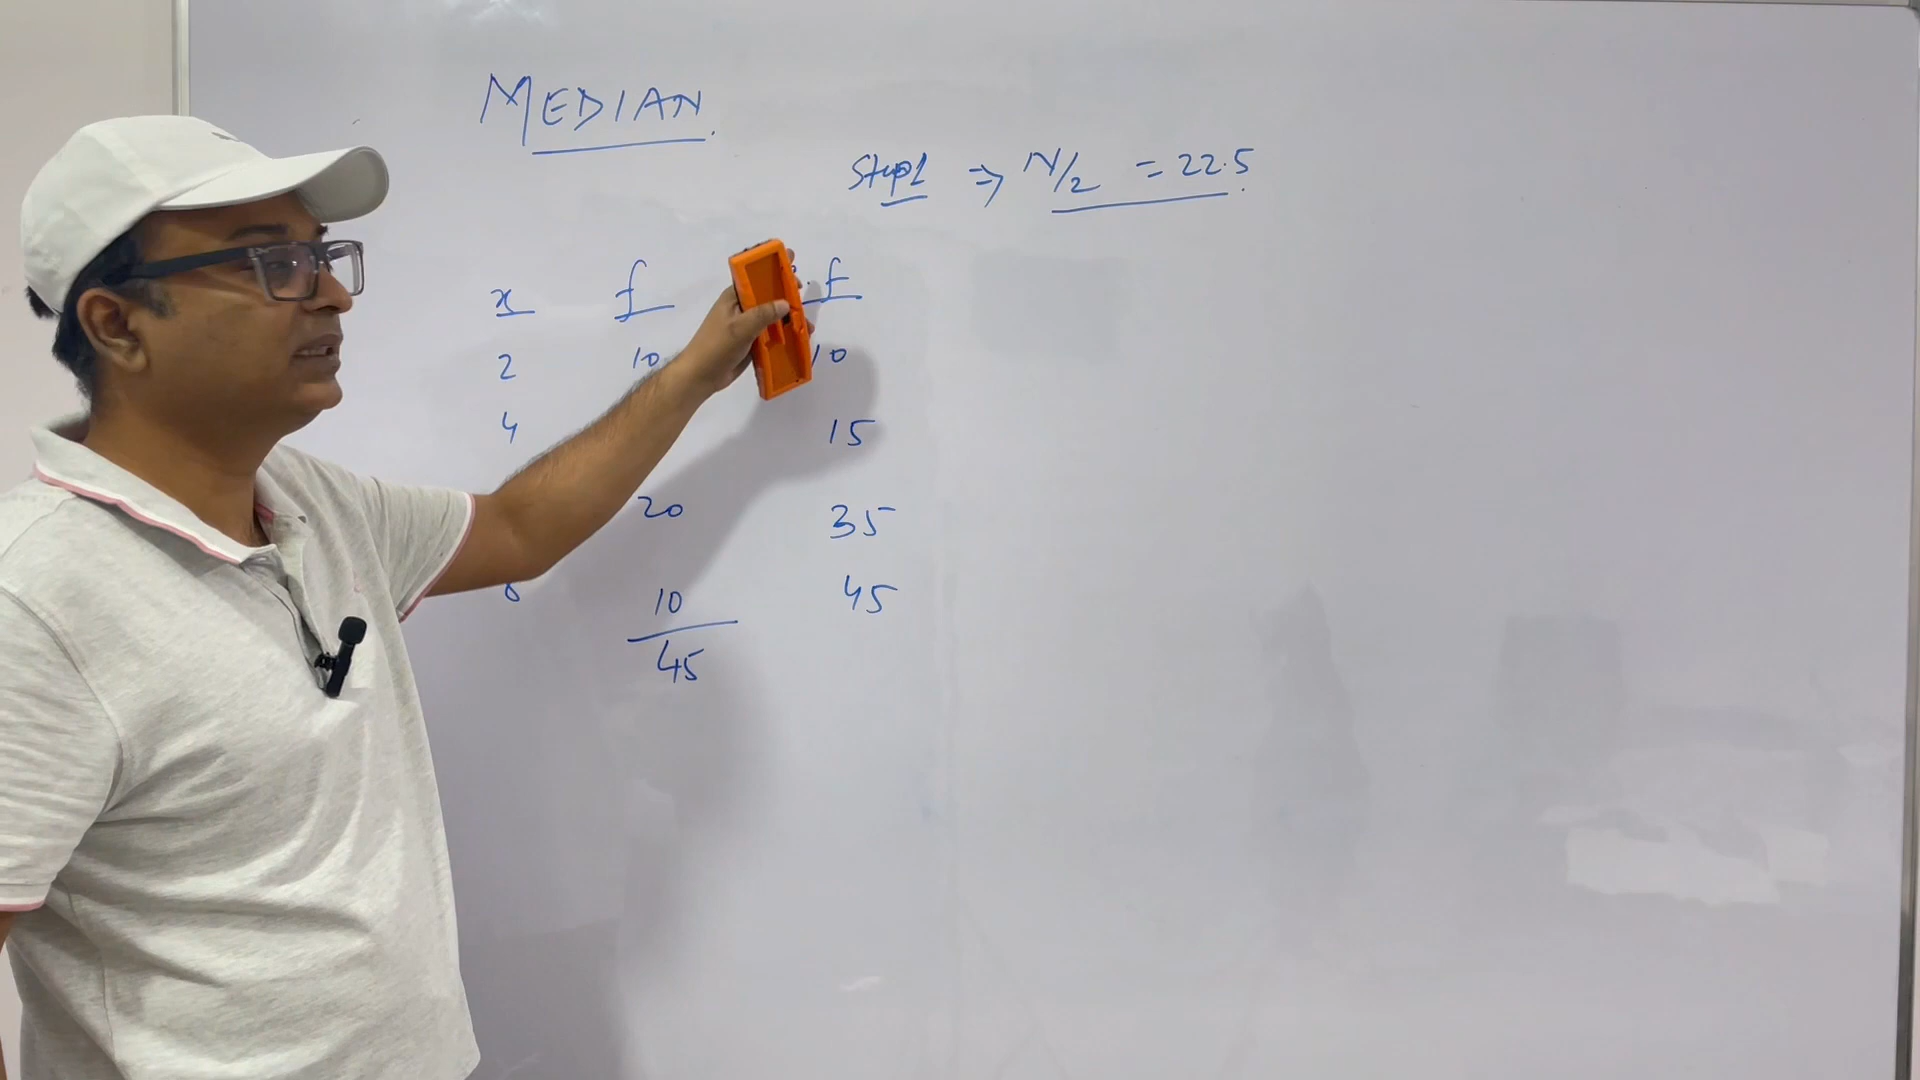 MEDIAN.
Step1 ⇒ N/2 = 22.5
x f . f
2 10 10
4 15
20 35
10 45
45